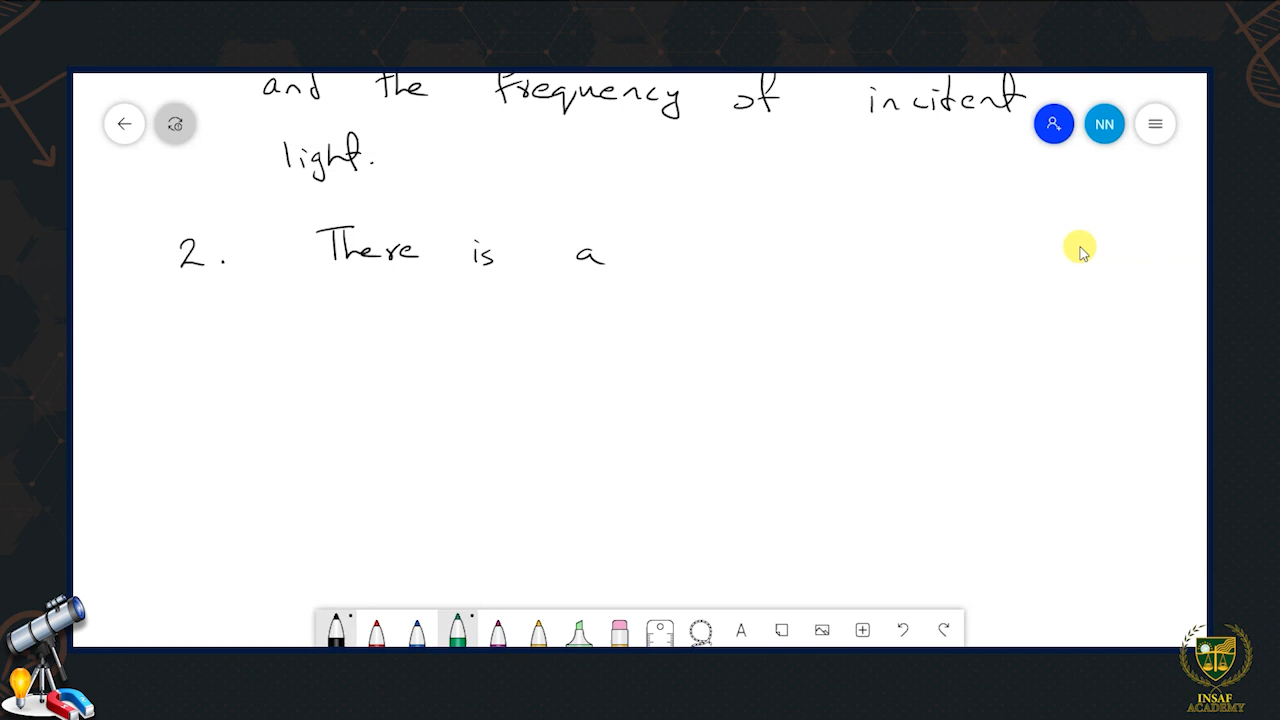 and the frequency of incident
light.
2. There is a
NN
A
INSAF
ACADEMY